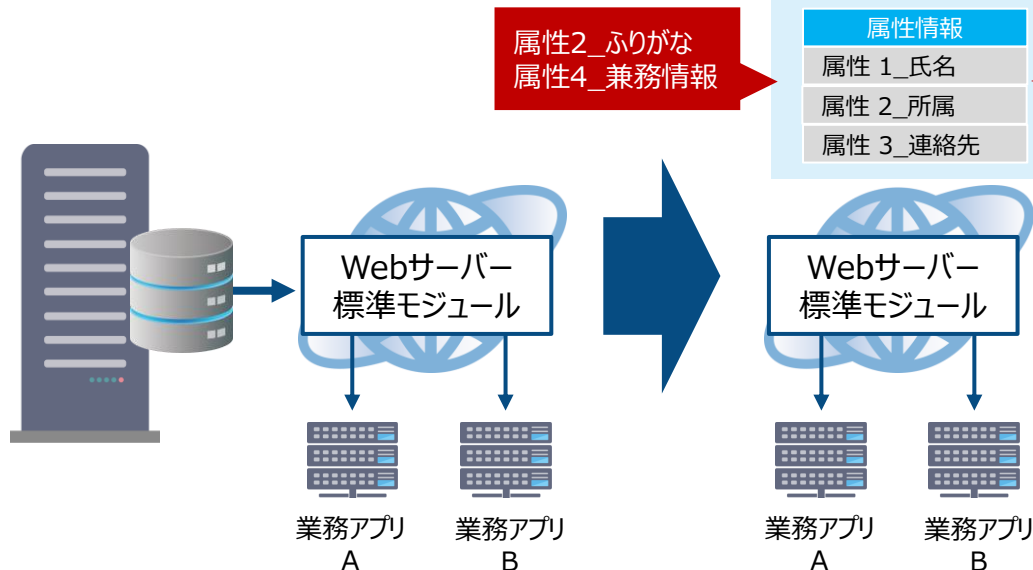 属性2_ふりがな
属性4_兼務情報
属性情報
属性 1_氏名
属性 2_所属
属性 3_連絡先
Webサーバー
標準モジュール
Webサーバー
標準モジュール
業務アプリ
A
業務アプリ
B
業務アプリ
A
業務アプリ
B